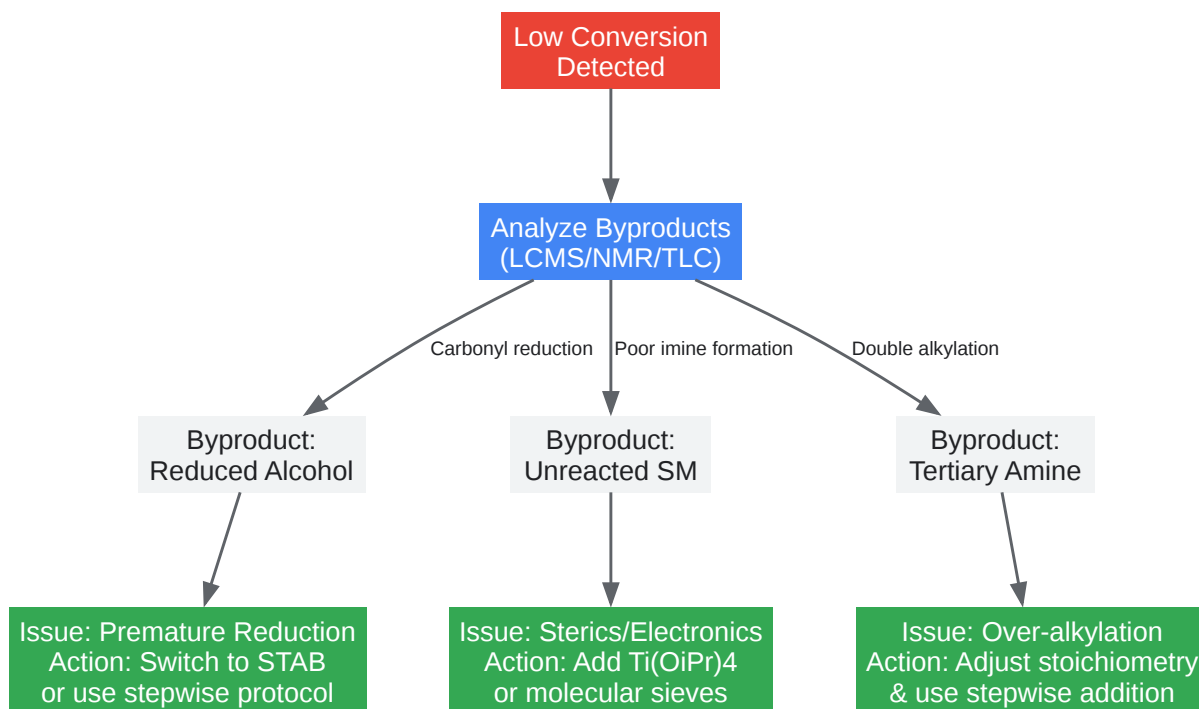 Low Conversion
Detected
Analyze Byproducts
(LCMS/NMR/TLC)
Carbonyl reduction
Poor imine formation
Double alkylation
Byproduct:
Reduced Alcohol
Byproduct:
Unreacted SM
Byproduct:
Tertiary Amine
Issue: Premature Reduction
Action: Switch to STAB
or use stepwise protocol
Issue: Sterics/Electronics
Action: Add Ti(OiPr)4
or molecular sieves
Issue: Over-alkylation
Action: Adjust stoichiometry
& use stepwise addition